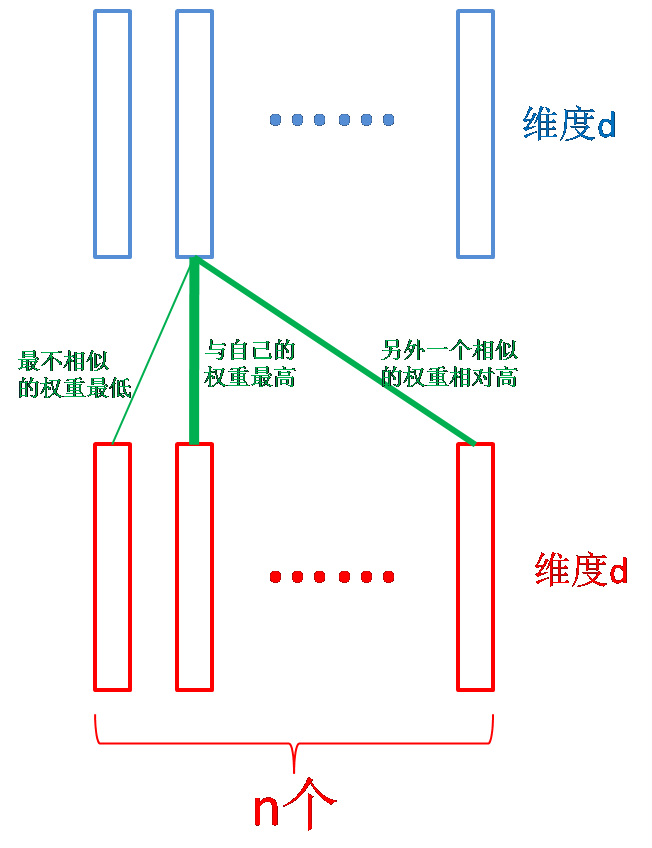 维度d
最不相似
的权重最低
与自己的
权重最高
另外一个相似
的权重相对高
维度d
n个